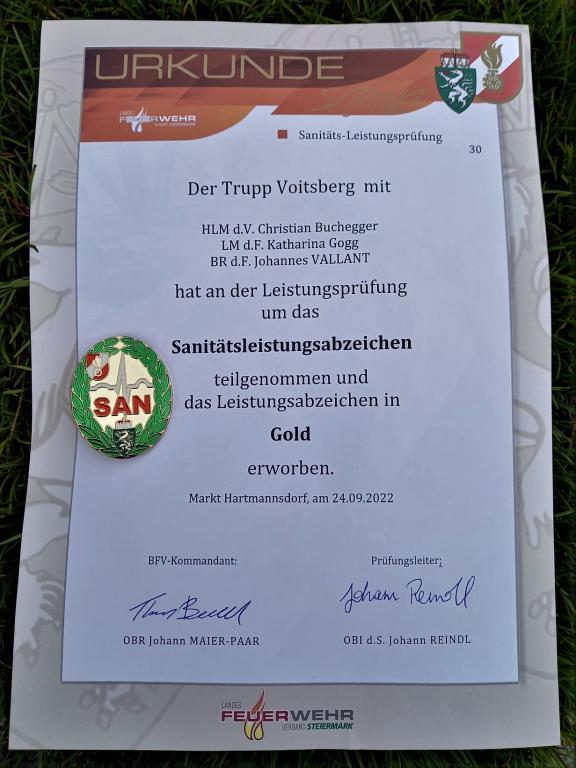 URKUNDE
LANDES
FEUERWEHR
VERBAND STEIERMARK
Sanitäts-Leistungsprüfung
30
Der Trupp Voitsberg mit
HLM d.V. Christian Buchegger
LM d.F. Katharina Gogg
BR d.F. Johannes VALLANT
hat an der Leistungsprüfung
um das
Sanitätsleistungsabzeichen
teilgenommen und
das Leistungsabzeichen in
Gold
erworben.
SAN
Markt Hartmannsdorf, am 24.09.2022
BFV-Kommandant:
Prüfungsleiter:
Johann Reindl
OBR Johann MAIER-PAAR
OBI d.S. Johann REINDL
LANDES
FEUERWEHR
VERBAND STEIERMARK